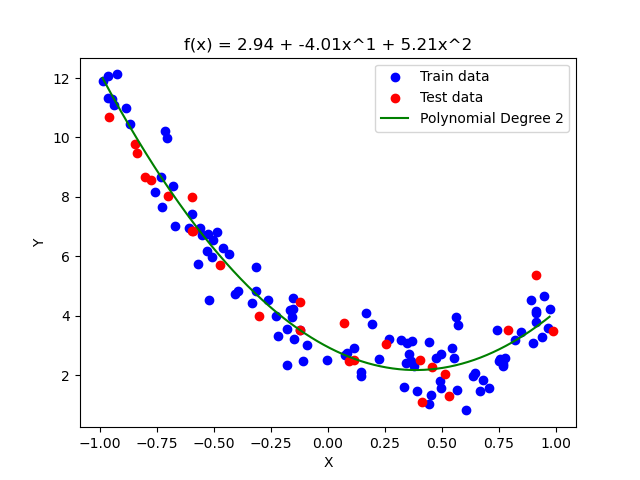 f(x) = 2.94 + -4.01x^1 + 5.21x^2
Train data
Test data
Polynomial Degree 2
12
10
8
6
4
2
Y
−1.00 −0.75 −0.50 −0.25 0.00 0.25 0.50 0.75 1.00
X